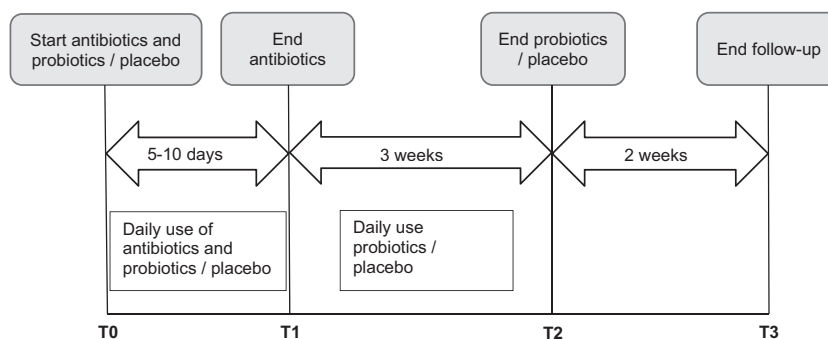 Start antibiotics and
probiotics / placebo
End
antibiotics
End probiotics
/ placebo
End follow-up
5-10 days
3 weeks
2 weeks
Daily use of
antibiotics and
probiotics / placebo
Daily use
probiotics /
placebo
T0
T1
T2
T3